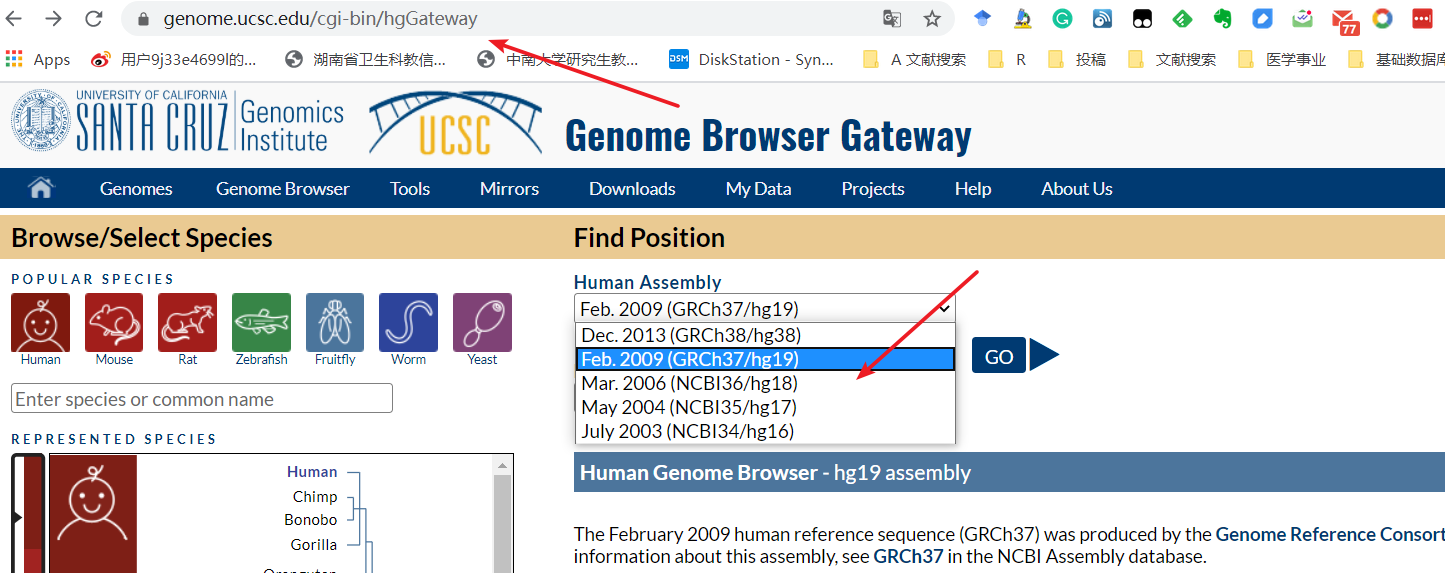 genome.ucsc.edu/cgi-bin/hgGateway
77
Apps 用户9j33e4699l的... 湖南省卫生科教信... 中南大学研究生教... DSM DiskStation - Syn... A 文献搜索 R 投稿 文献搜索 医学事业 基础数据库
UNIVERSITY OF CALIFORNIA
SANTA CRUZ
Genomics
Institute
UCSC
Genome Browser Gateway
Genomes Genome Browser Tools Mirrors Downloads My Data Projects Help About Us
Browse/Select Species
POPULAR SPECIES
Human Mouse Rat Zebrafish Fruitfly Worm Yeast
Enter species or common name
REPRESENTED SPECIES
Human
Chimp
Bonobo
Gorilla
Find Position
Human Assembly
Feb. 2009 (GRCh37/hg19)
Dec. 2013 (GRCh38/hg38)
Feb. 2009 (GRCh37/hg19)
Mar. 2006 (NCBI36/hg18)
May 2004 (NCBI35/hg17)
July 2003 (NCBI34/hg16)
GO
Human Genome Browser - hg19 assembly
The February 2009 human reference sequence (GRCh37) was produced by the Genome Reference Consort
information about this assembly, see GRCh37 in the NCBI Assembly database.